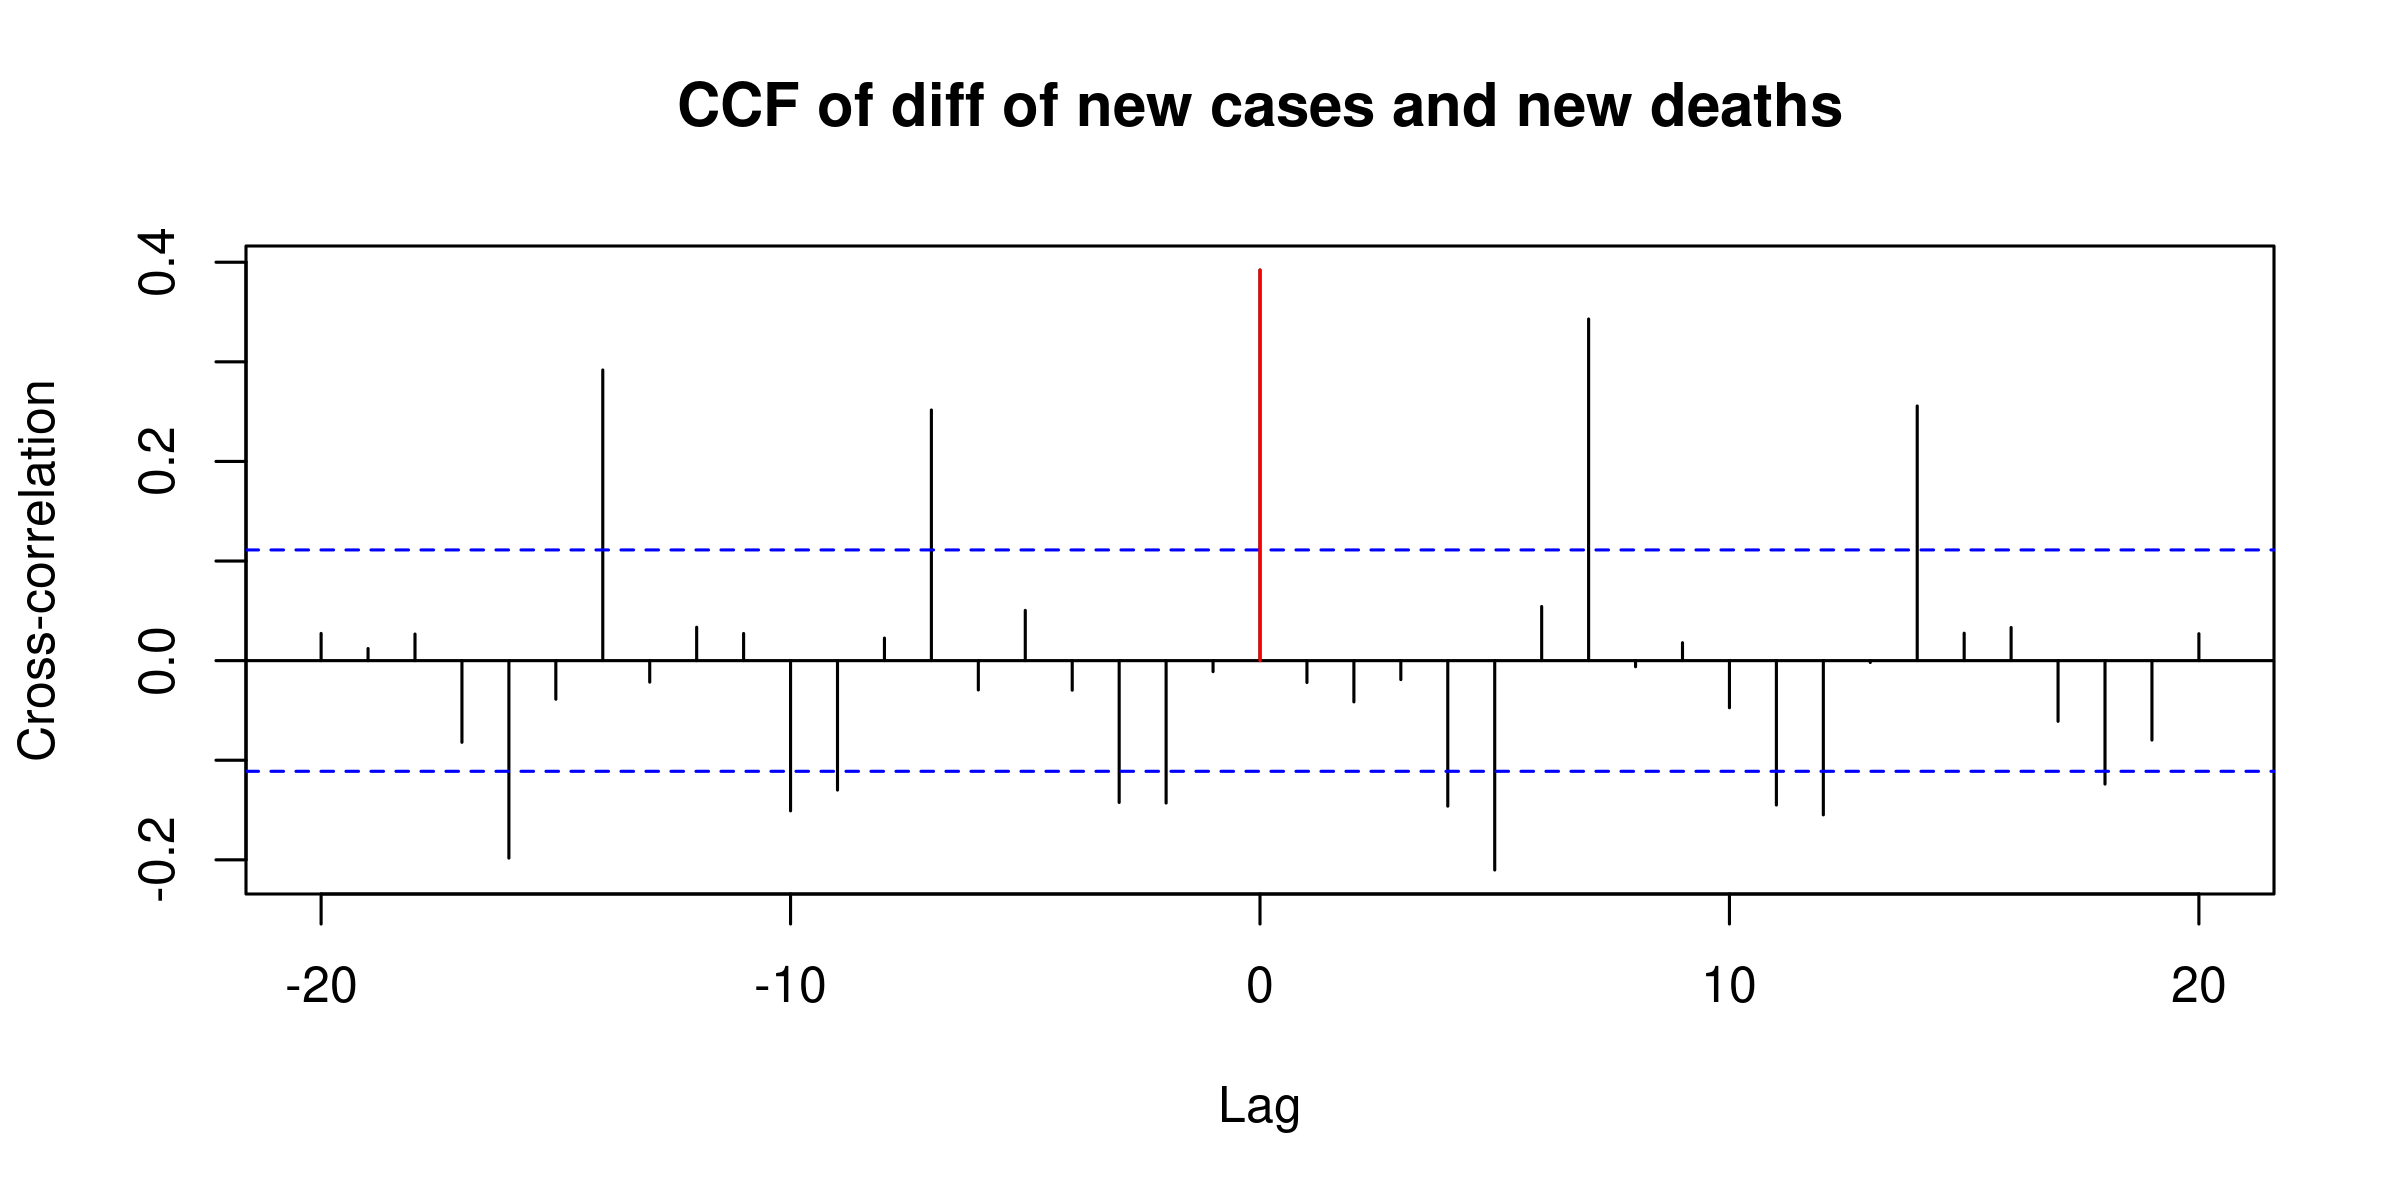 CCF of diff of new cases and new deaths
Cross-correlation
0.4
0.2
0.0
-0.2
-20 -10 0 10 20
Lag